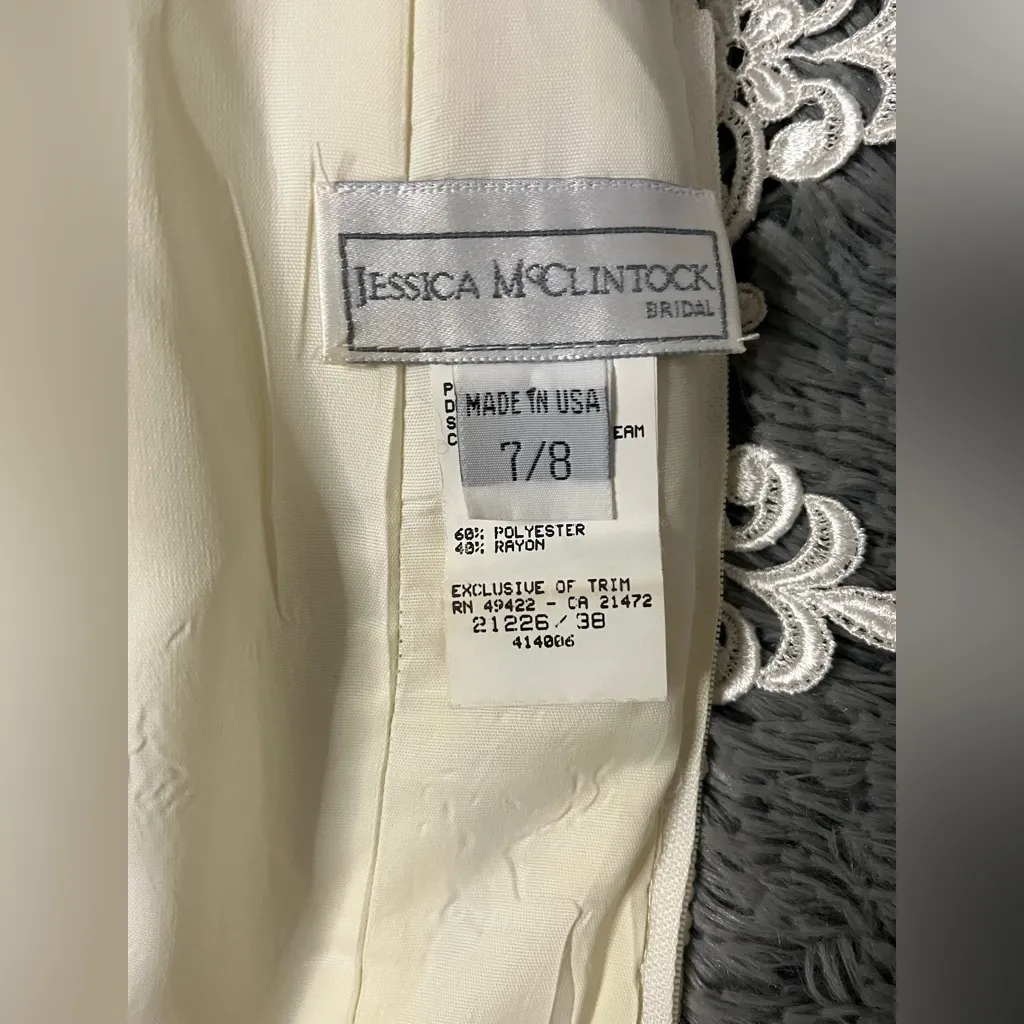 JESSICA McCLINTOCK
BRIDAL
MADE IN USA
7/8
P
D
S
C
EAM
60% POLYESTER
40% RAYON
EXCLUSIVE OF TRIM
RN 49422 - CA 21472
21226/38
414006